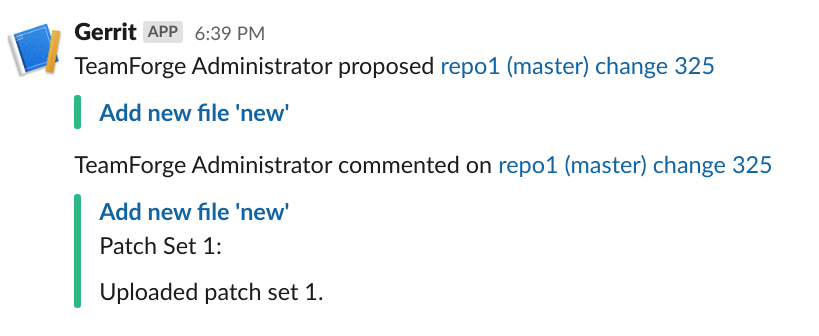 Gerrit APP 6:39 PM
TeamForge Administrator proposed repo1 (master) change 325
Add new file 'new'
TeamForge Administrator commented on repo1 (master) change 325
Add new file 'new'
Patch Set 1:
Uploaded patch set 1.